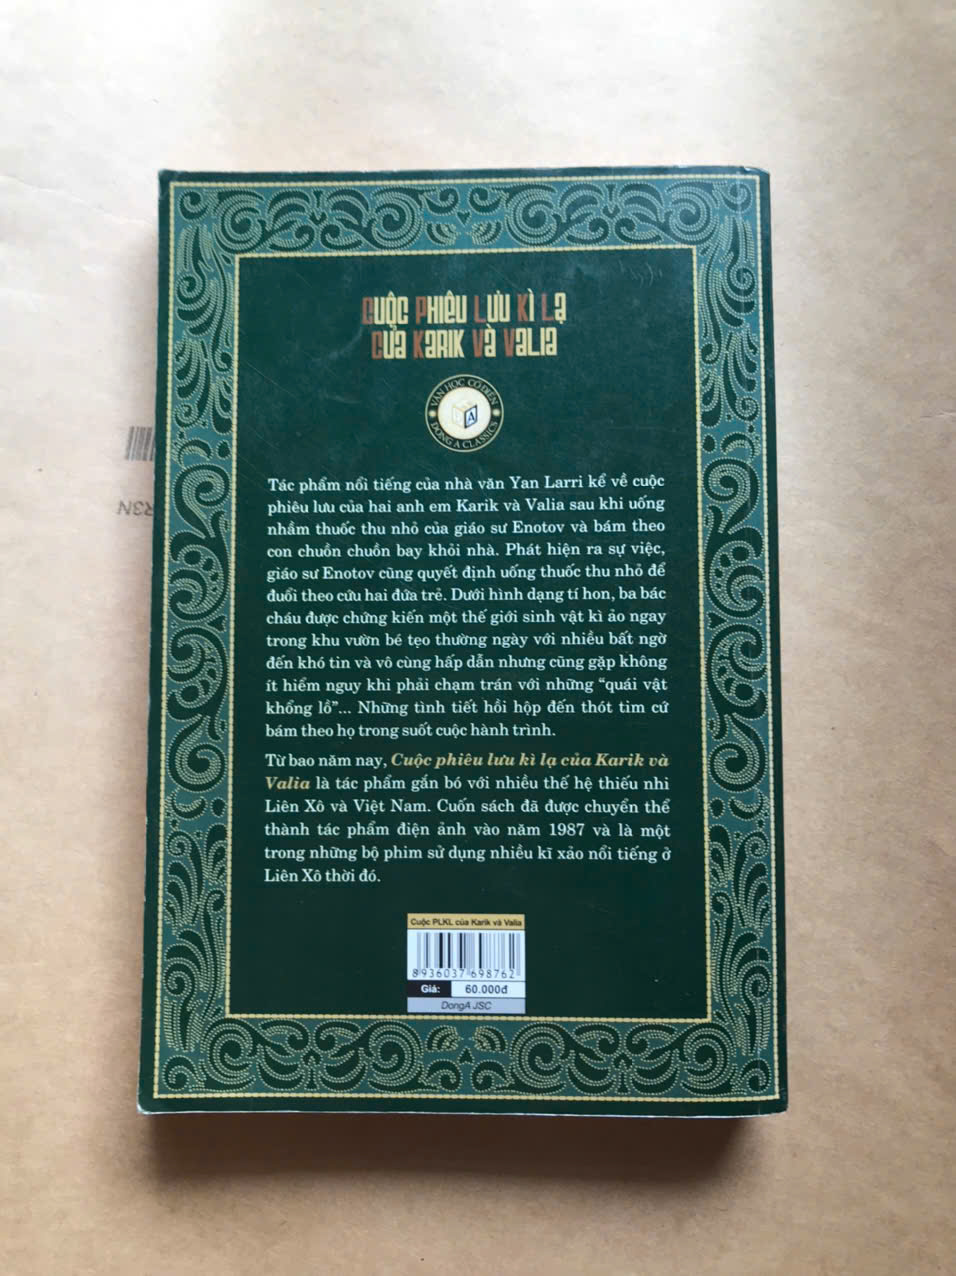 Cuộc Phiêu Lưu Kì Lạ
Của Karik Và Valia
VĂN HỌC CỔ ĐIỂN
A
DONG A CLASSICS
Tác phẩm nổi tiếng của nhà văn Yan Larri kể về cuộc
phiêu lưu của hai anh em Karik và Valia sau khi uống
nhầm thuốc thu nhỏ của giáo sư Enotov và bám theo
con chuồn chuồn bay khỏi nhà. Phát hiện ra sự việc,
giáo sư Enotov cũng quyết định uống thuốc thu nhỏ để
đuổi theo cứu hai đứa trẻ. Dưới hình dạng tí hon, ba bác
cháu được chứng kiến một thế giới sinh vật kì ảo ngay
trong khu vườn bé tẹo thường ngày với nhiều bất ngờ
đến khó tin và vô cùng hấp dẫn nhưng cũng gặp không
ít hiểm nguy khi phải chạm trán với những “quái vật
khổng lồ”... Những tình tiết hồi hộp đến thót tim cứ
bám theo họ trong suốt cuộc hành trình.
Từ bao năm nay, Cuộc phiêu lưu kì lạ của Karik và
Valia là tác phẩm gắn bó với nhiều thế hệ thiếu nhi
Liên Xô và Việt Nam. Cuốn sách đã được chuyển thể
thành tác phẩm điện ảnh vào năm 1987 và là một
trong những bộ phim sử dụng nhiều kĩ xảo nổi tiếng ở
Liên Xô thời đó.
Cuộc PLKL của Karik và Valia
8936037698762
Giá: 60.000đ
DongA JSC
R3N